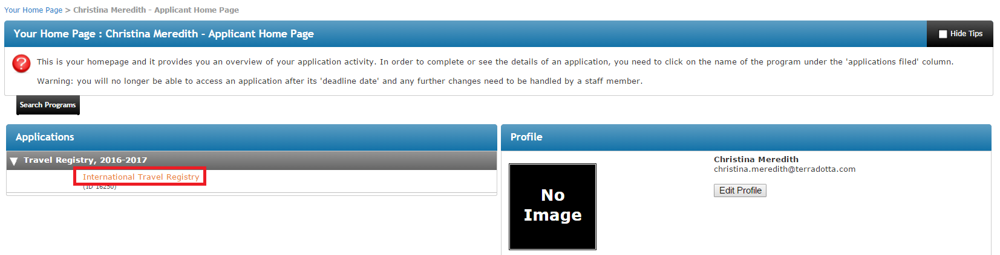 Your Home Page > Christina Meredith - Applicant Home Page
Your Home Page : Christina Meredith - Applicant Home Page
Hide Tips
This is your homepage and it provides you an overview of your application activity. In order to complete or see the details of an application, you need to click on the name of the program under the 'applications filed' column.
Warning: you will no longer be able to access an application after its 'deadline date' and any further changes need to be handled by a staff member.
Search Programs
Applications
Travel Registry, 2016-2017
International Travel Registry
(ID 16250)
Profile
No
Image
Christina Meredith
christina.meredith@terradotta.com
Edit Profile